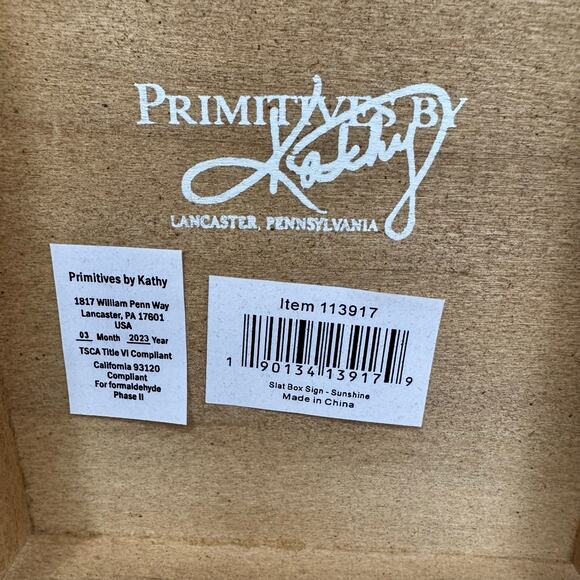 PRIMITIVES BY
Kathy
LANCASTER, PENNSYLVANIA
Primitives by Kathy
1817 William Penn Way
Lancaster, PA 17601
USA
03 Month 2023 Year
TSCA Title VI Compliant
California 93120
Compliant
For formaldehyde
Phase II
Item 113917
1 90134 13917 9
Slat Box Sign - Sunshine
Made in China